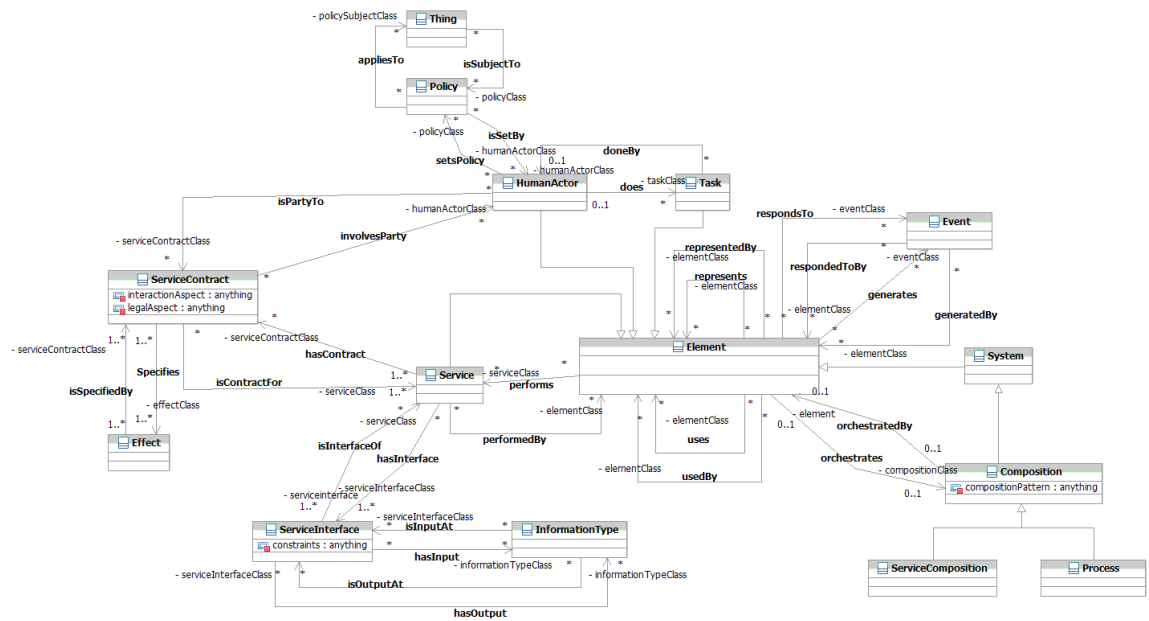 - policySubjectClass
Thing
*
*
appliesTo
isSubjectTo
*
Policy
*
- policyClass
*
*
- policyClass
isSetBy
- humanActorClass
doneBy
setsPolicy
*
0..1
*
- humanActorClass
*
HumanActor
does
- taskClass
Task
*
isPartyTo
- humanActorClass
0..1
*
respondsTo
- eventClass
Event
*
*
- serviceContractClass
involvesParty
representedBy
- elementClass
respondedToBy
- eventClass
*
*
*
*
ServiceContract
represents
- elementClass
interactionAspect : anything
legalAspect : anything
generates
- elementClass
generatedBy
*
*
*
*
*
*
*
*
1..*
1..*
*
- serviceContractClass
- serviceContractClass
hasContract
Element
*
- elementClass
System
Specifies
isContractFor
1..*
Service
*
- serviceClass
*
performs
isSpecifiedBy
- serviceClass
1..*
0..1
- effectClass
*
*
- elementClass
*
*
- element
1..*
1..*
- serviceClass
*
*
- elementClass
0..1
orchestratedBy
Effect
isInterfaceOf
performedBy
uses
hasInterface
orchestrates
0..1
- elementClass
usedBy
- compositionClass
Composition
- serviceinterface
- serviceInterfaceClass
0..1
compositionPattern : anything
1..*
1..*
- serviceInterfaceClass
ServiceInterface
*
isInputAt
*
InformationType
constraints : anything
*
hasInput
*
- informationTypeClass
- serviceInterfaceClass
*
*
isOutputAt
*
*
- informationTypeClass
ServiceComposition
Process
hasOutput